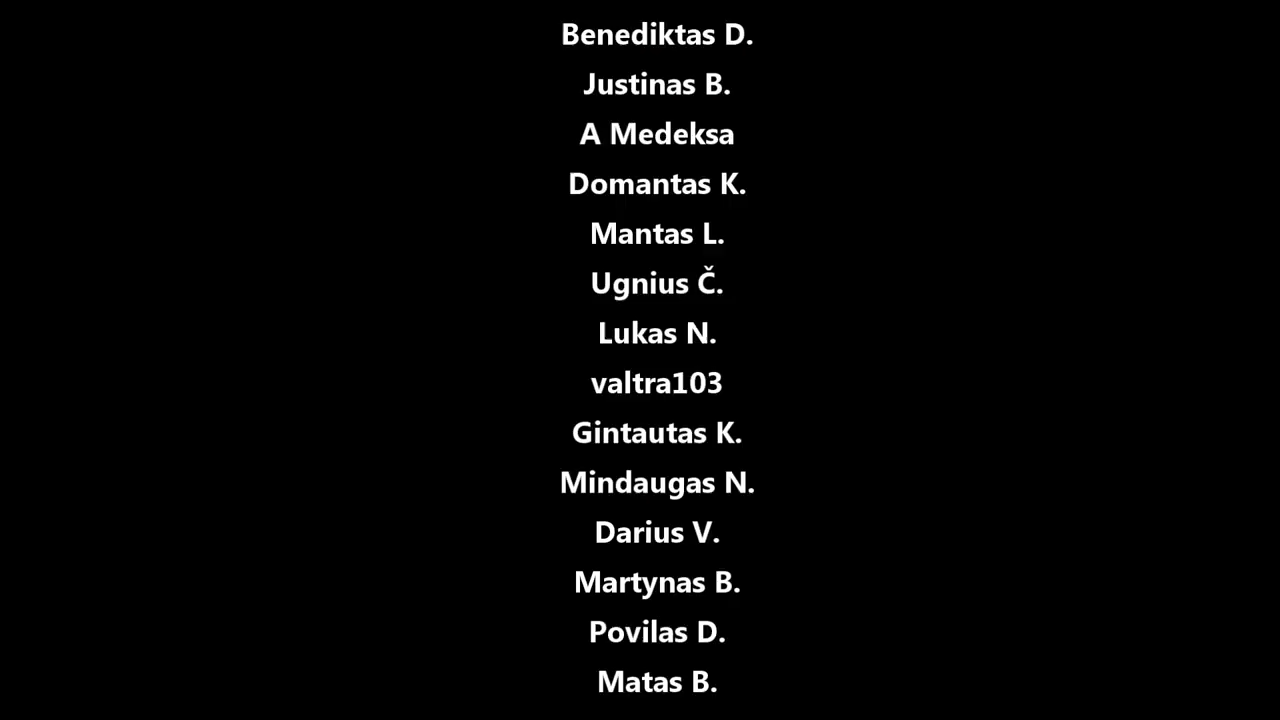 Benediktas D.
Justinas B.
A Medeksa
Domantas K.
Mantas L.
Ugnius Č.
Lukas N.
valtra103
Gintautas K.
Mindaugas N.
Darius V.
Martynas B.
Povilas D.
Matas B.